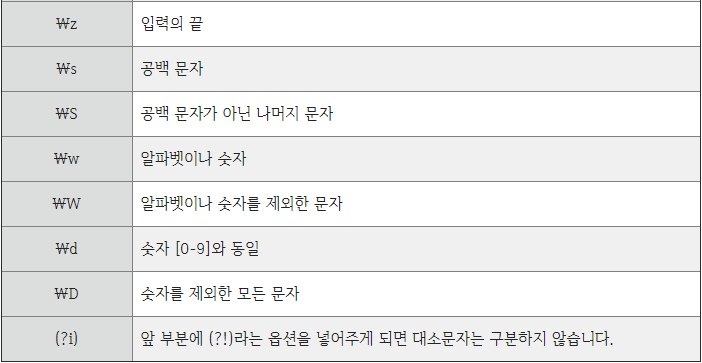 ₩z 입력의 끝
₩s 공백 문자
₩S 공백 문자가 아닌 나머지 문자
₩w 알파벳이나 숫자
₩W 알파벳이나 숫자를 제외한 문자
₩d 숫자 [0-9]와 동일
₩D 숫자를 제외한 모든 문자
(?i) 앞 부분에 (?!)라는 옵션을 넣어주게 되면 대소문자는 구분하지 않습니다.